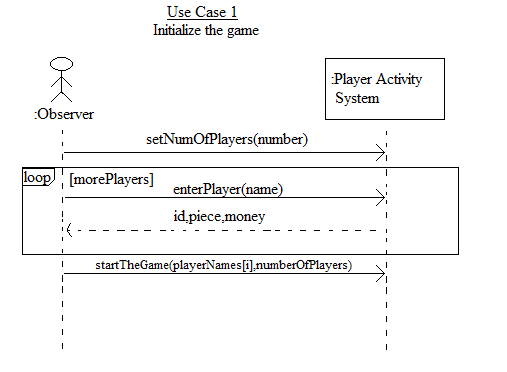 Use Case 1
Initialize the game
:Player Activity
System
:Observer
setNumOfPlayers(number)
loop
[morePlayers]
enterPlayer(name)
id,piece,money
startTheGame(playerNames[i],numberOfPlayers)